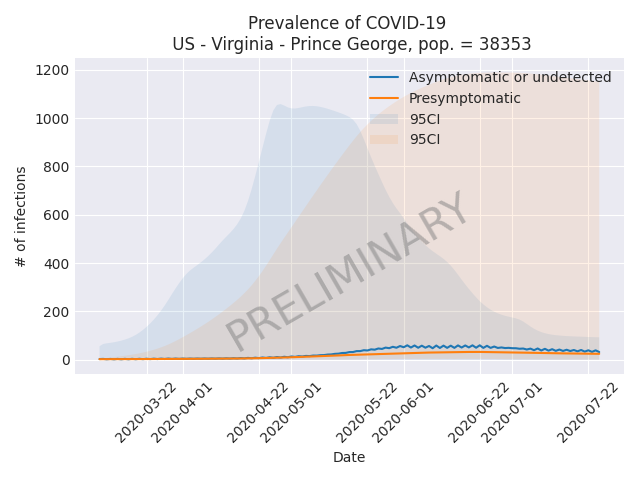 Prevalence of COVID-19
US - Virginia - Prince George, pop. = 38353
1200
1000
800
600
400
200
0
# of infections
Asymptomatic or undetected
Presymptomatic
95CI
95CI
PRELIMINARY
2020-03-22
2020-04-01
2020-04-22
2020-05-01
2020-05-22
2020-06-01
2020-06-22
2020-07-01
2020-07-22
Date